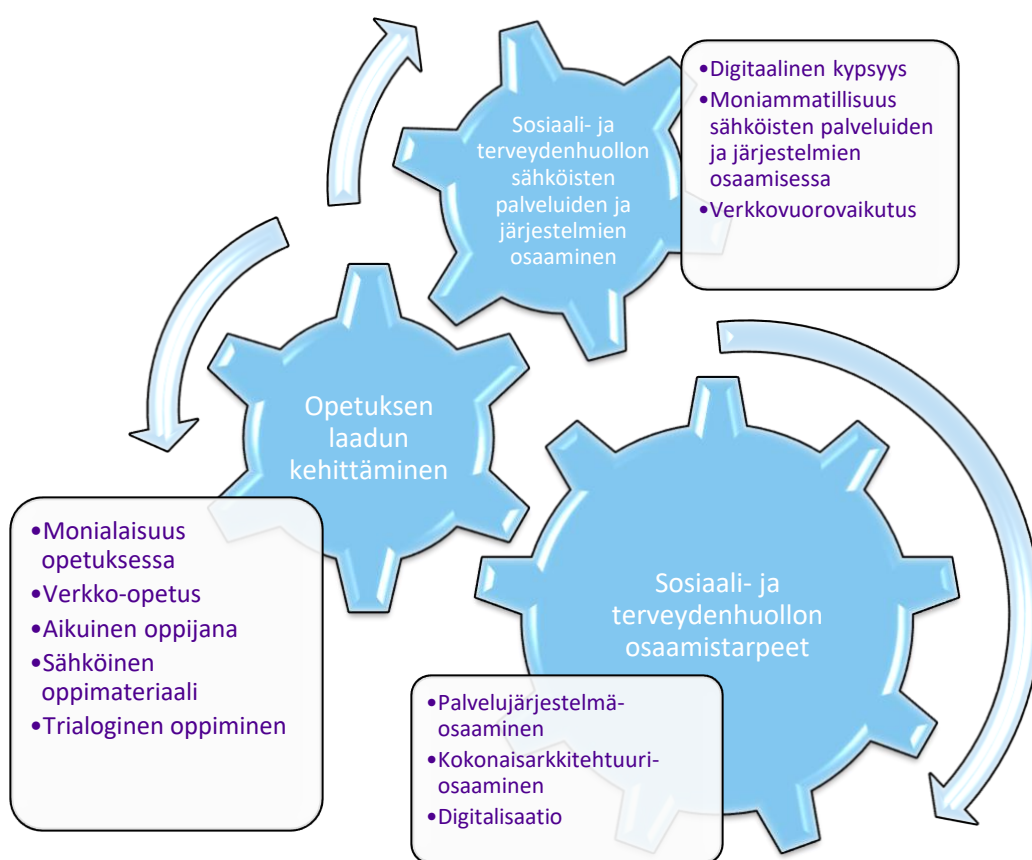 Sosiaali- ja
terveydenhuollon
sähköisten
palveluiden ja
järjestelmien
osaaminen
•Digitaalinen kypsyys
•Moniammatillisuus
sähköisten palveluiden
ja järjestelmien
osaamisessa
•Verkkovuorovaikutus
Opetuksen
laadun
kehittäminen
•Monialaisuus
opetuksessa
•Verkko-opetus
•Aikuinen oppijana
•Sähköinen
oppimateriaali
•Trialoginen oppiminen
Sosiaali- ja
terveydenhuollon
osaamistarpeet
•Palvelujärjestelmä-
osaaminen
•Kokonaisarkkitehtuuri-
osaaminen
•Digitalisaatio